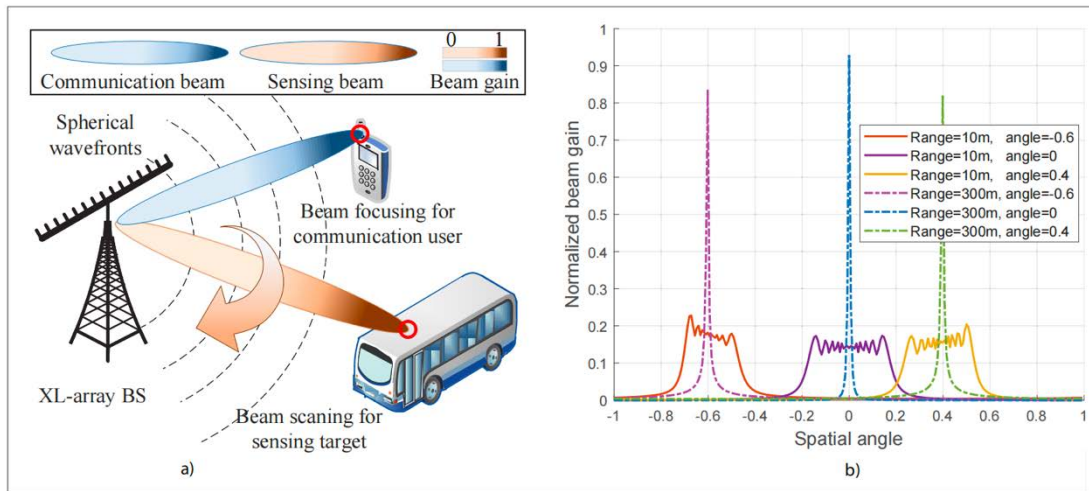 0 1
Communication beam Sensing beam Beam gain
Spherical
wavefronts
Beam focusing for
communication user
XL-array BS
Beam scanning for
sensing target
a)
Normalized beam gain
1
0.9
0.8
0.7
0.6
0.5
0.4
0.3
0.2
0.1
0
-1 -0.8 -0.6 -0.4 -0.2 0 0.2 0.4 0.6 0.8 1
Spatial angle
Range=10m, angle=-0.6
Range=10m, angle=0
Range=10m, angle=0.4
Range=300m, angle=-0.6
Range=300m, angle=0
Range=300m, angle=0.4
b)